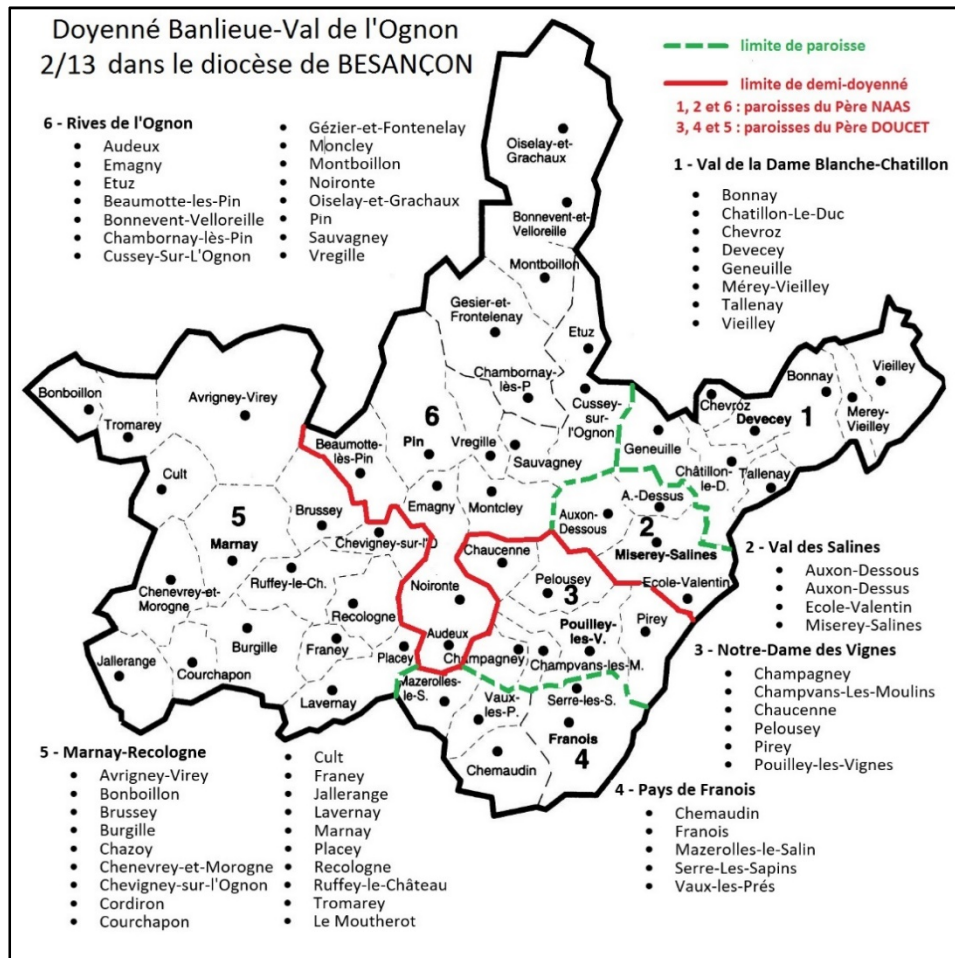 Doyenné Banlieue-Val de l'Ognon
2/13 dans le diocèse de BESANÇON
limite de paroisse
limite de demi-doyenné
1, 2 et 6 : paroisses du Père NAAS
3, 4 et 5 : paroisses du Père DOUCET
6 - Rives de l'Ognon
Audeux
Emagny
Etuz
Beaumotte-les-Pin
Bonnevent-Velloreille
Chambornay-lès-Pin
Cussey-Sur-L'Ognon
Gézier-et-Fontenelay
Moncley
Montboillon
Noironte
Oiselay-et-Grachaux
Pin
Sauvagney
Vregille
1 - Val de la Dame Blanche-Chatillon
Bonnay
Chatillon-Le-Duc
Chevroz
Devecey
Geneuille
Mérey-Vieilley
Tallenay
Vieilley
Oiselay-et-
Grachaux
Bonnevent-et-
Velloreille
Montboillon
Gesier-et-
Frontelenay
Etuz
Chambornay-
lès-P.
Cussey-
sur-
l'Ognon
6
Pin
Vregille
Sauvagney
Beaumotte-
lès-Pin
Emagny
Montcley
Bonboillon
Tromarey
Avrigney-Virey
Cult
5
Marnay
Brussey
Chevigney-sur-l'O
Ruffey-le-Ch.
Chenevrey-et-
Morogne
Recologne
Burgille
Franey
Placey
Jallerange
Courchapon
Lavernay
Noironte
Audeux
Chaucenne
Pelousey
3
Pouilley-
les-V.
Pirey
Champagney
Champvans-les-M.
Mazerolles-
le-S.
Vaux-
les-P.
Serre-les-S.
Franois
4
Chemaudin
Geneuille
Chevróz
Devecey
1
Bonnay
Vieilley
Merey-
Vieilley
Châtillon-
le-D.
Tallenay
A.-Dessus
Auxon-
Dessous
2
Miserey-Salines
Ecole-Valentin
2 - Val des Salines
Auxon-Dessous
Auxon-Dessus
Ecole-Valentin
Miserey-Salines
3 - Notre-Dame des Vignes
Champagney
Champvans-Les-Moulins
Chaucenne
Pelousey
Pirey
Pouilley-les-Vignes
4 - Pays de Franois
Chemaudin
Franois
Mazerolles-le-Salin
Serre-Les-Sapins
Vaux-les-Prés
5 - Marnay-Recologne
Avrigney-Virey
Bonboillon
Brussey
Burgille
Chazoy
Chenevrey-et-Morogne
Chevigney-sur-l'Ognon
Cordiron
Courchapon
Cult
Franey
Jallerange
Lavernay
Marnay
Placey
Recologne
Ruffey-le-Château
Tromarey
Le Moutherot